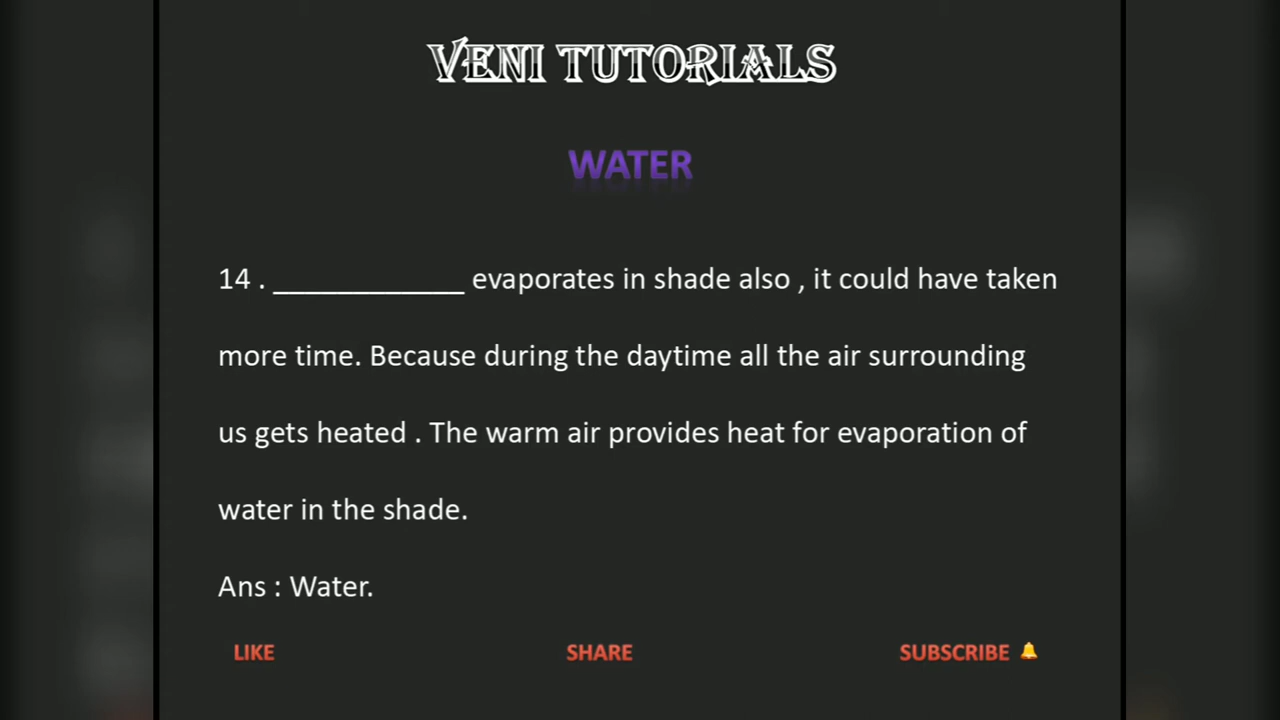 VENI TUTORIALS
WATER
14 . ____________ evaporates in shade also , it could have taken
more time. Because during the daytime all the air surrounding
us gets heated . The warm air provides heat for evaporation of
water in the shade.
Ans : Water.
LIKE SHARE SUBSCRIBE 🔔